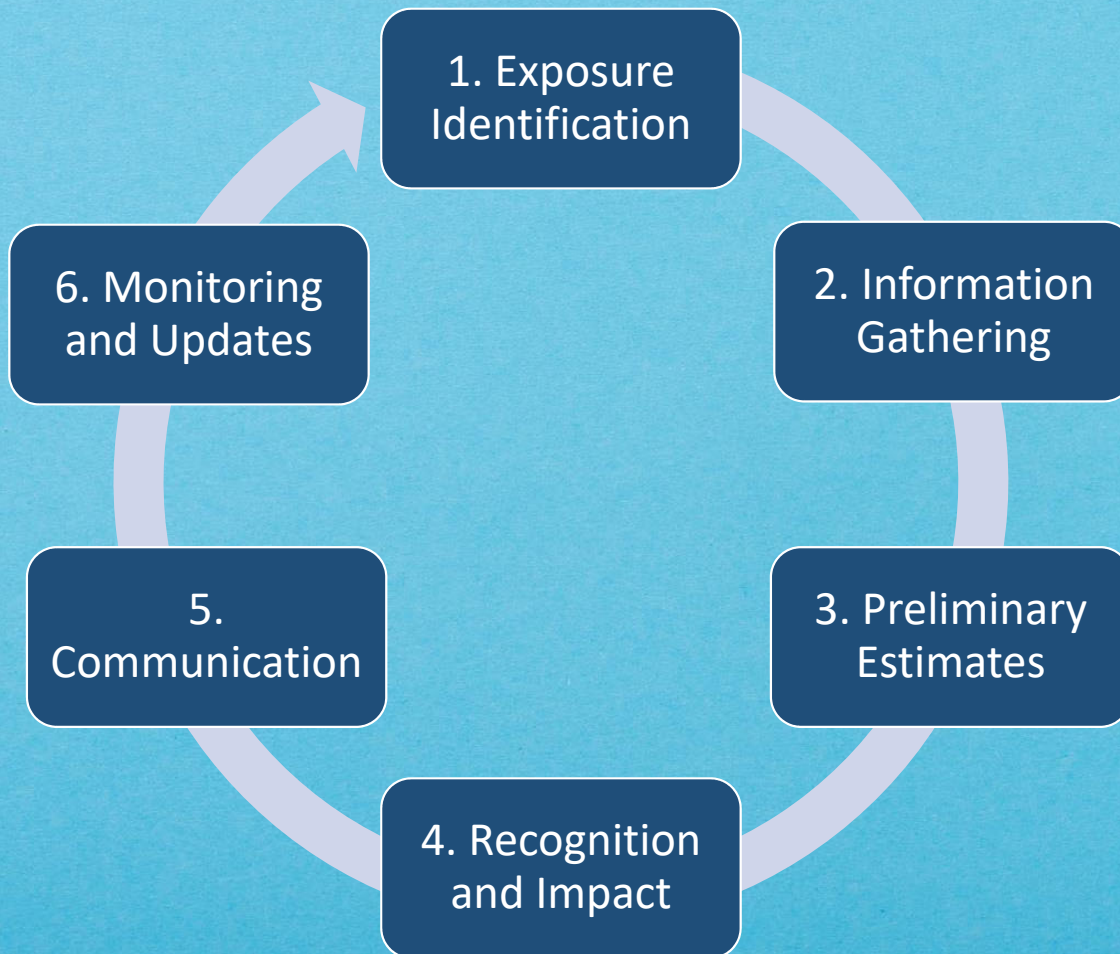 1. Exposure
Identification
2. Information
Gathering
3. Preliminary
Estimates
4. Recognition
and Impact
5.
Communication
6. Monitoring
and Updates